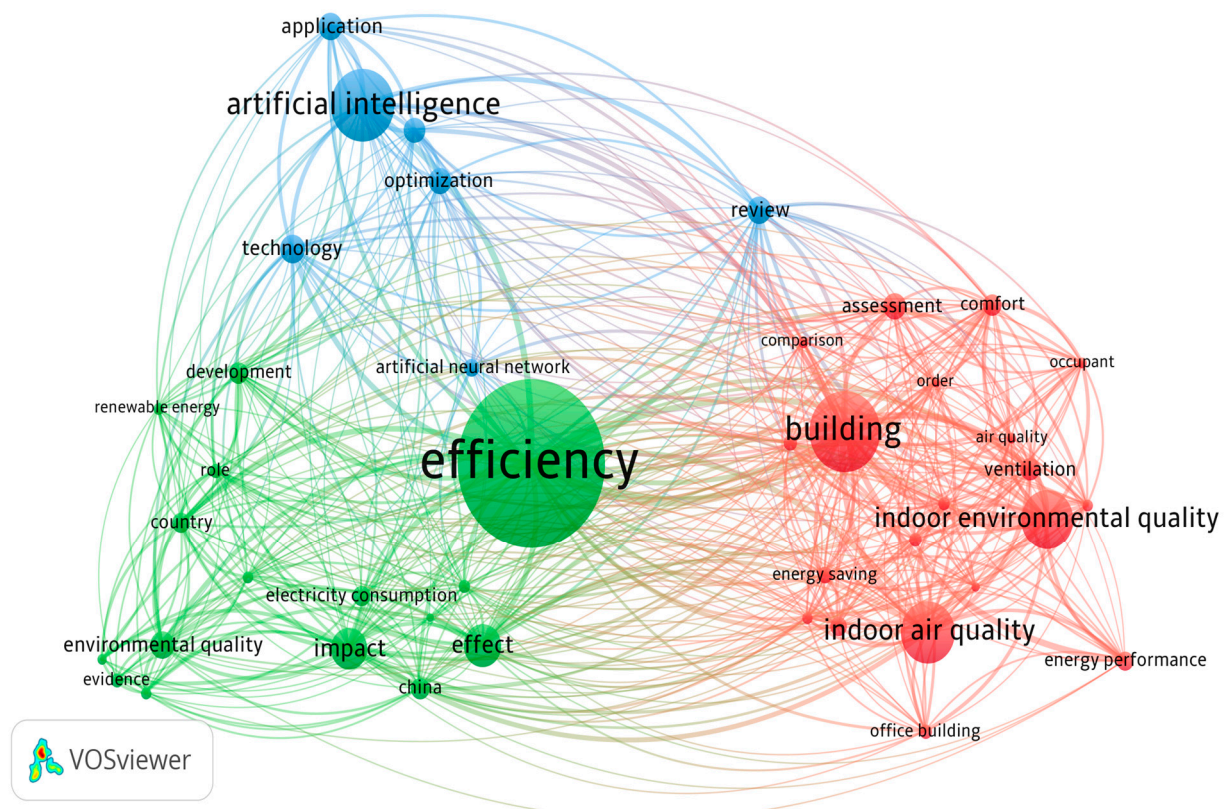 application
artificial intelligence
optimization
review
technology
assessment
comfort
comparison
occupant
artificial neural network
development
order
renewable energy
building
air quality
efficiency
role
ventilation
country
indoor environmental quality
energy saving
electricity consumption
environmental quality
impact
effect
indoor air quality
energy performance
evidence
china
office building
VOSviewer